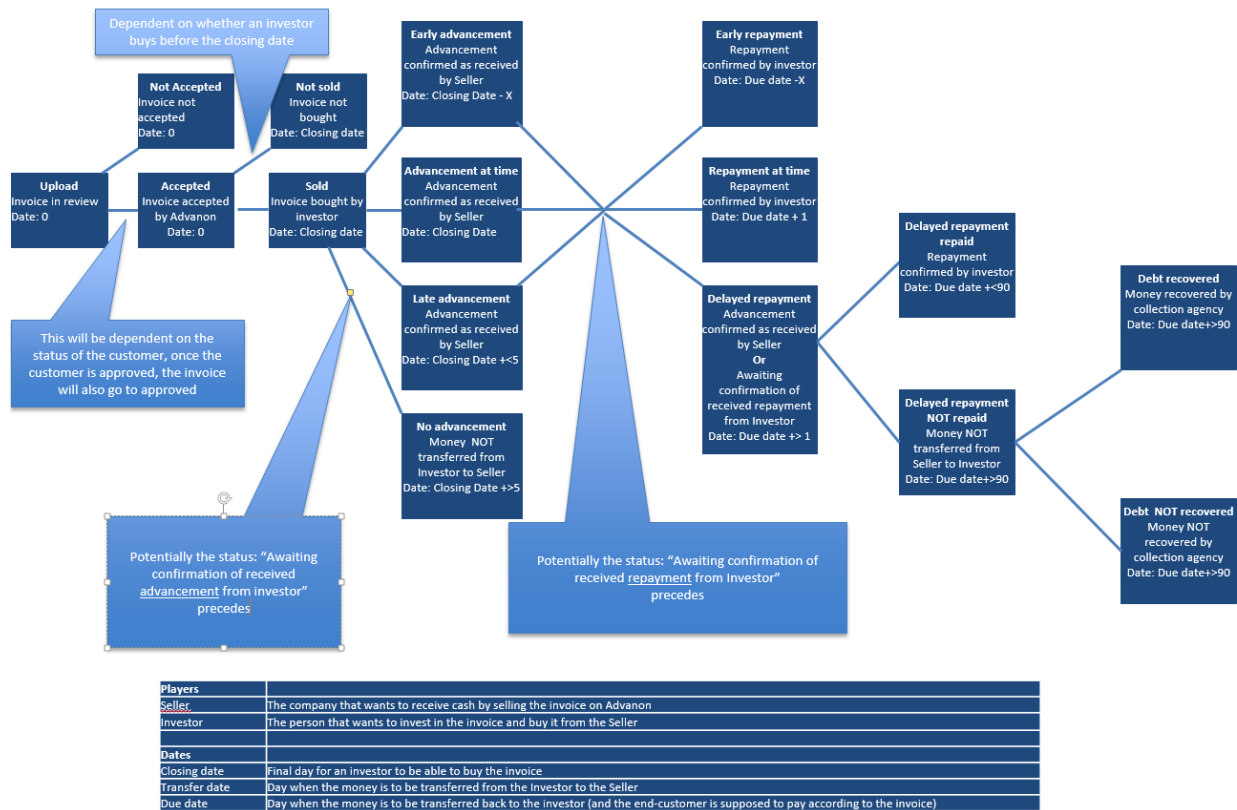 Dependent on whether an investor
buys before the closing date
Not Accepted
Invoice not
accepted
Date: 0
Not sold
Invoice not
bought
Date: Closing date
Upload
Invoice in review
Date: 0
Accepted
Invoice accepted
by Advanon
Date: 0
Sold
Invoice bought by
investor
Date: Closing date
This will be dependent on the
status of the customer, once the
customer is approved, the invoice
will also go to approved
Early advancement
Advancement
confirmed as received
by Seller
Date: Closing Date - X
Advancement at time
Advancement
confirmed as received
by Seller
Date: Closing Date
Late advancement
Advancement
confirmed as received
by Seller
Date: Closing Date +<5
No advancement
Money NOT
transferred from
Investor to Seller
Date: Closing Date +>5
Potentially the status: “Awaiting
confirmation of received
advancement from investor”
precedes
Early repayment
Repayment
confirmed by investor
Date: Due date -X
Repayment at time
Repayment
confirmed by investor
Date: Due date + 1
Delayed repayment
Advancement
confirmed as received
by Seller
Or
Awaiting
confirmation of
received repayment
from Investor
Date: Due date +> 1
Potentially the status: “Awaiting confirmation of
received repayment from Investor”
precedes
Delayed repayment
repaid
Repayment
confirmed by investor
Date: Due date +<90
Delayed repayment
NOT repaid
Money NOT
transferred from
Seller to Investor
Date: Due date+>90
Debt recovered
Money recovered by
collection agency
Date: Due date+>90
Debt NOT recovered
Money NOT
recovered by
collection agency
Date: Due date+>90
Players
Seller The company that wants to receive cash by selling the invoice on Advanon
Investor The person that wants to invest in the invoice and buy it from the Seller
Dates
Closing date Final day for an investor to be able to buy the invoice
Transfer date Day when the money is to be transferred from the Investor to the Seller
Due date Day when the money is to be transferred back to the investor (and the end-customer is supposed to pay according to the invoice)